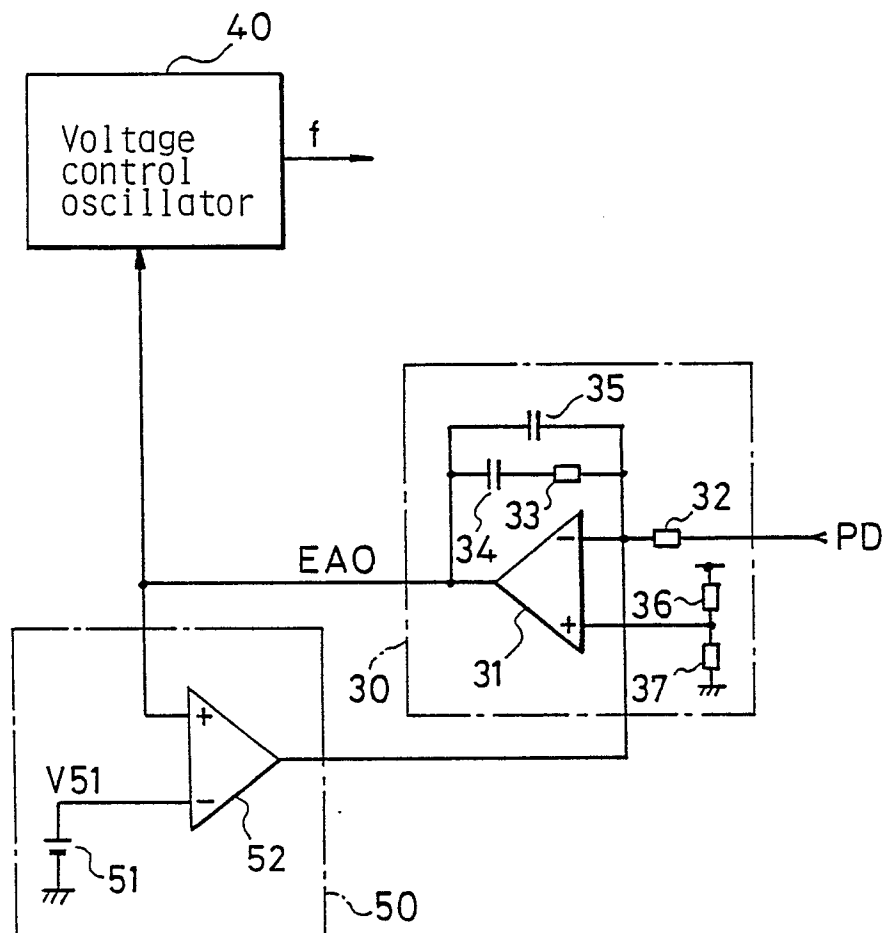 40
Voltage
control
oscillator
f
35
33
34
32
PD
EAO
−
+
36
31
37
30
V51
+
−
52
51
50